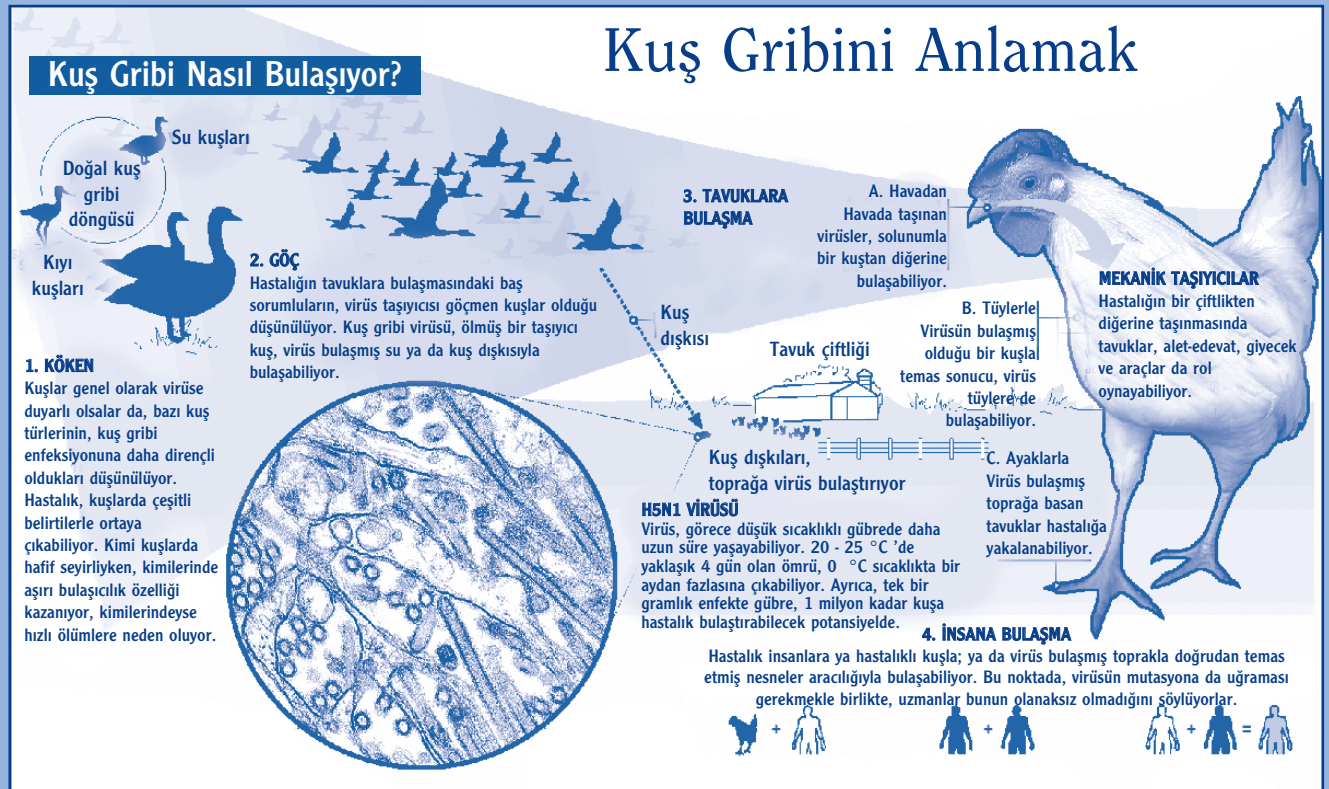 Kuş Gribini Anlamak
Kuş Gribi Nasıl Bulaşıyor?
Su kuşları
Doğal kuş
gribi
döngüsü
Kıyı
kuşları
1. KÖKEN
Kuşlar genel olarak virüse
duyarlı olsalar da, bazı kuş
türlerinin, kuş gribi
enfeksiyonuna daha dirençli
oldukları düşünülüyor.
Hastalık, kuşlarda çeşitli
belirtilerle ortaya
çıkabiliyor. Kimi kuşlarda
hafif seyirliyken, kimilerinde
aşırı bulaşıcılık özelliği
kazanıyor, kimilerindeyse
hızlı ölümlere neden oluyor.
2. GÖÇ
Hastalığın tavuklara bulaşmasındaki baş
sorumluların, virüs taşıyıcısı göçmen kuşlar olduğu
düşünülüyor. Kuş gribi virüsü, ölmüş bir taşıyıcı
kuş, virüs bulaşmış su ya da kuş dışkısıyla
bulaşabiliyor.
Kuş
dışkısı
3. TAVUKLARA
BULAŞMA
A. Havadan
Havada taşınan
virüsler, solunumla
bir kuştan diğerine
bulaşabiliyor.
B. Tüylerle
Virüsün bulaşmış
olduğu bir kuşla
temas sonucu, virüs
tüylere de
bulaşabiliyor.
C. Ayaklarla
Virüs bulaşmış
toprağa basan
tavuklar hastalığa
yakalanabiliyor.
MEKANİK TAŞIYICILAR
Hastalığın bir çiftlikten
diğerine taşınmasında
tavuklar, alet-edevat, giyecek
ve araçlar da rol
oynayabiliyor.
Tavuk çiftliği
Kuş dışkıları,
toprağa virüs bulaştırıyor
H5N1 VİRÜSÜ
Virüs, görece düşük sıcaklıklı gübrede daha
uzun süre yaşayabiliyor. 20 - 25 °C 'de
yaklaşık 4 gün olan ömrü, 0 °C sıcaklıkta bir
aydan fazlasına çıkabiliyor. Ayrıca, tek bir
gramlık enfekte gübre, 1 milyon kadar kuşa
hastalık bulaştırabilecek potansiyelde.
4. İNSANA BULAŞMA
Hastalık insanlara ya hastalıklı kuşla; ya da virüs bulaşmış toprakla doğrudan temas
etmiş nesneler aracılığıyla bulaşabiliyor. Bu noktada, virüsün mutasyona da uğraması
gerekmekle birlikte, uzmanlar bunun olanaksız olmadığını söylüyorlar.
+ + + =